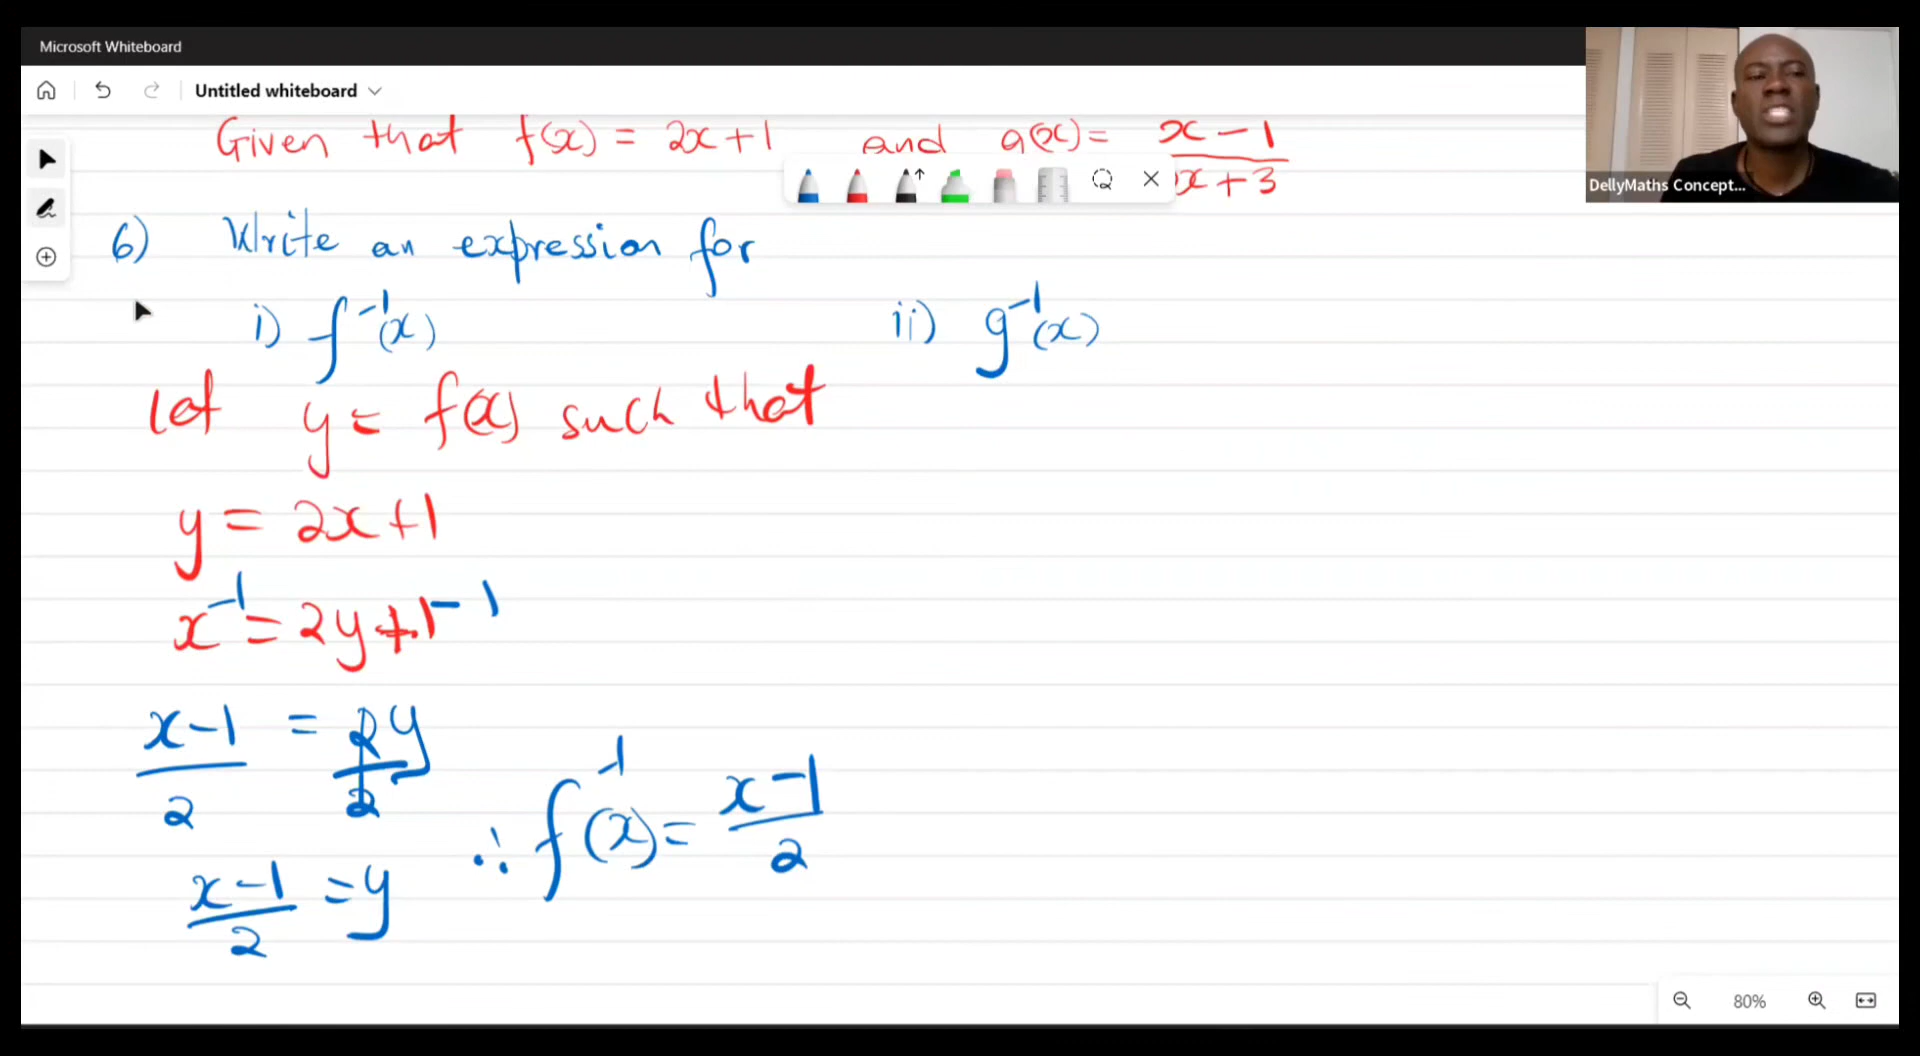 Microsoft Whiteboard
Untitled whiteboard
Given that f(x) = 2x+1 and g(x) = x-1 / x+3
DellyMaths Concept...
6) Write an expression for
i) f⁻¹(x) ii) g⁻¹(x)
Let y = f(x) such that
y = 2x+1
x -1 = 2y+1 - 1
x-1 / 2 = 2y / 2
x-1 / 2 = y
∴ f⁻¹(x) = x-1 / 2
80%